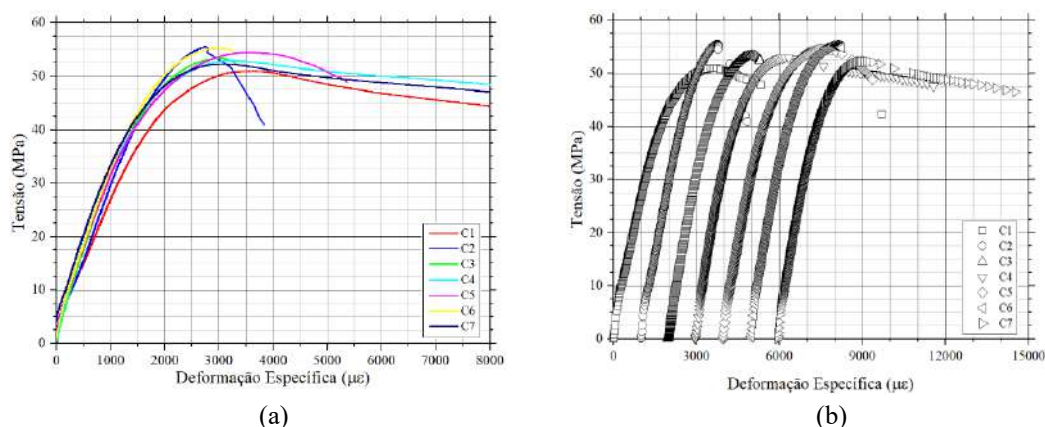 60
50
40
30
20
10
0
Tensão (MPa)
C1
C2
C3
C4
C5
C6
C7
0 1000 2000 3000 4000 5000 6000 7000 8000
Deformação Específica (με)
(a)
60
50
40
30
20
10
0
Tensão (MPa)
C1
C2
C3
C4
C5
C6
C7
0 3000 6000 9000 12000 15000
Deformação Específica (με)
(b)